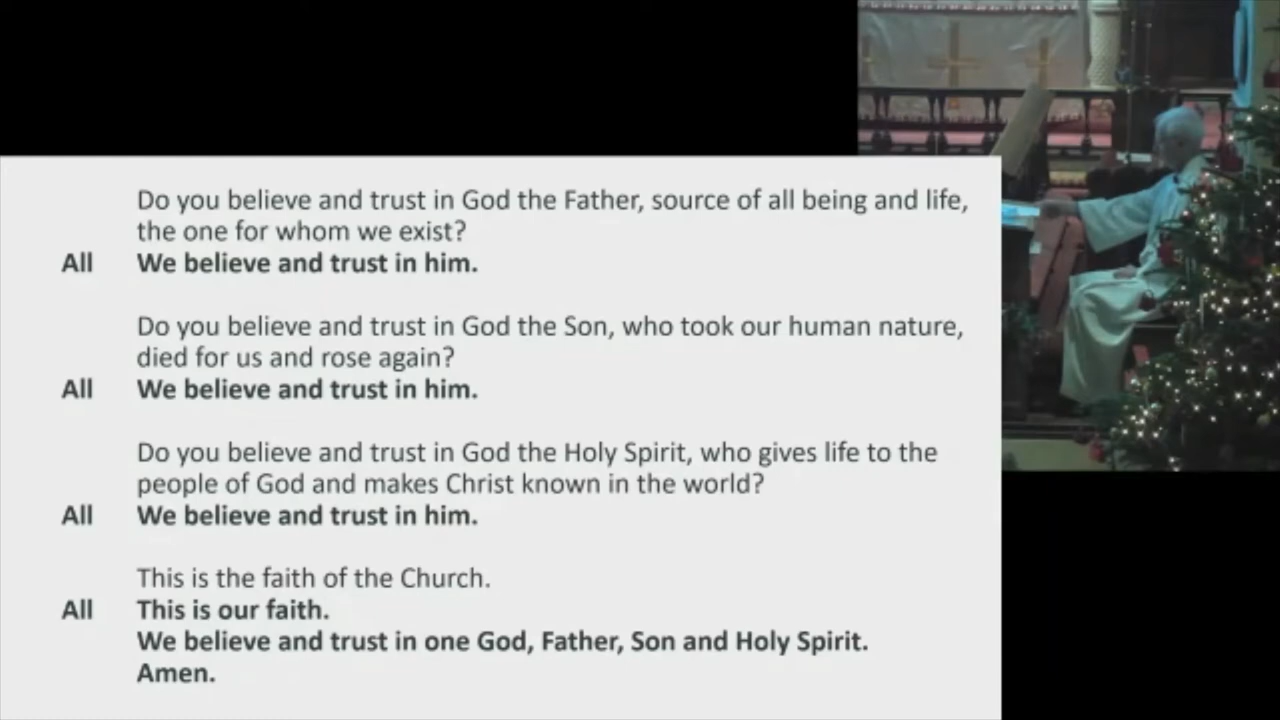 Do you believe and trust in God the Father, source of all being and life,
the one for whom we exist?
All We believe and trust in him.
Do you believe and trust in God the Son, who took our human nature,
died for us and rose again?
All We believe and trust in him.
Do you believe and trust in God the Holy Spirit, who gives life to the
people of God and makes Christ known in the world?
All We believe and trust in him.
This is the faith of the Church.
All This is our faith.
We believe and trust in one God, Father, Son and Holy Spirit.
Amen.